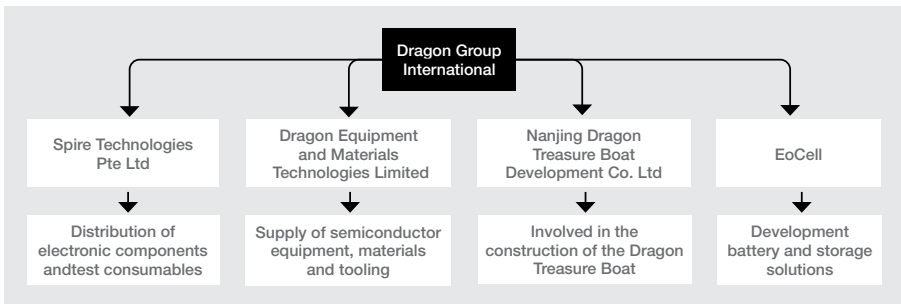 Dragon Group
International
Spire Technologies
Pte Ltd
Dragon Equipment
and Materials
Technologies Limited
Nanjing Dragon
Treasure Boat
Development Co. Ltd
EoCell
Distribution of
electronic components
andtest consumables
Supply of semiconductor
equipment, materials
and tooling
Involved in the
construction of the Dragon
Treasure Boat
Development
battery and storage
solutions